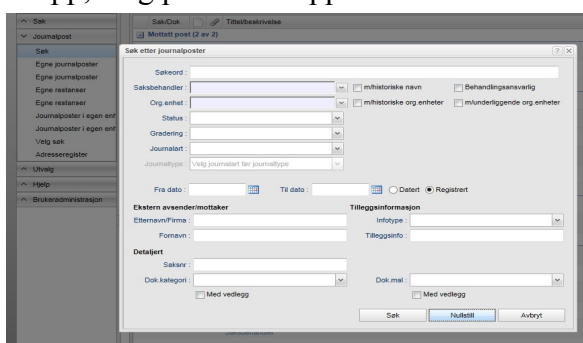 Sak
Sak/Dok Tittel/beskrivelse
Journalpost
Mottatt post (2 av 2)
Søk
Egne journalposter
Egne journalposter
Egne restanser
Egne restanser
Journalposter i egen enh
Journalposter i egen enh
Velg søk
Adresseregister
Utvalg
Hjelp
Brukeradministrasjon
Søk etter journalposter
Søkeord :
Saksbehandler : m/historiske navn Behandlingsansvarlig
Org.enhet : m/historiske org.enheter m/underliggende org.enheter
Status :
Gradering :
Journalart :
Journaltype: Velg journalart før journaltype
Fra dato : Til dato : Datert Registrert
Ekstern avsender/mottaker Tilleggsinformasjon
Etternavn/Firma : Infotype :
Fornavn : Tilleggsinfo :
Detaljert
Saksnr :
Dok.kategori : Dok.mal :
Med vedlegg Med vedlegg
Søk Nullstill Avbryt